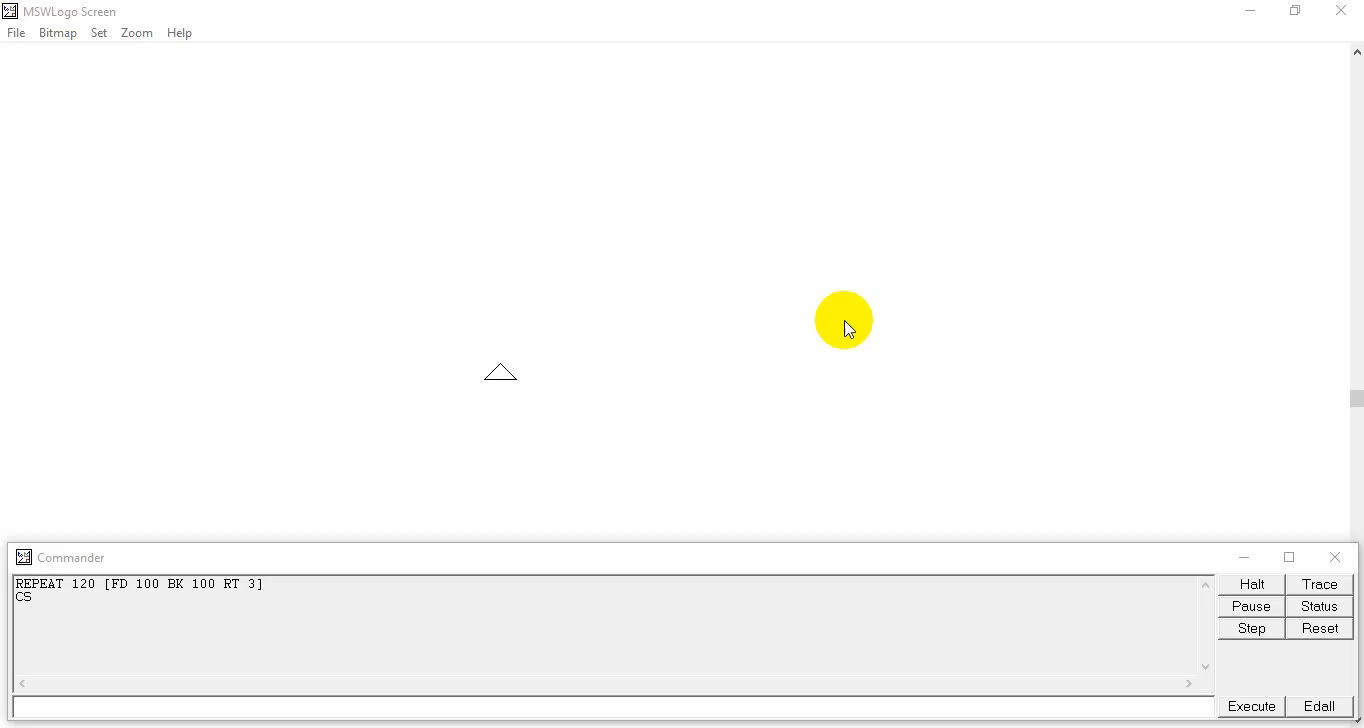 MSWLogo Screen
File Bitmap Set Zoom Help
Commander
REPEAT 120 [FD 100 BK 100 RT 3]
CS
Halt Trace
Pause Status
Step Reset
Execute Edall